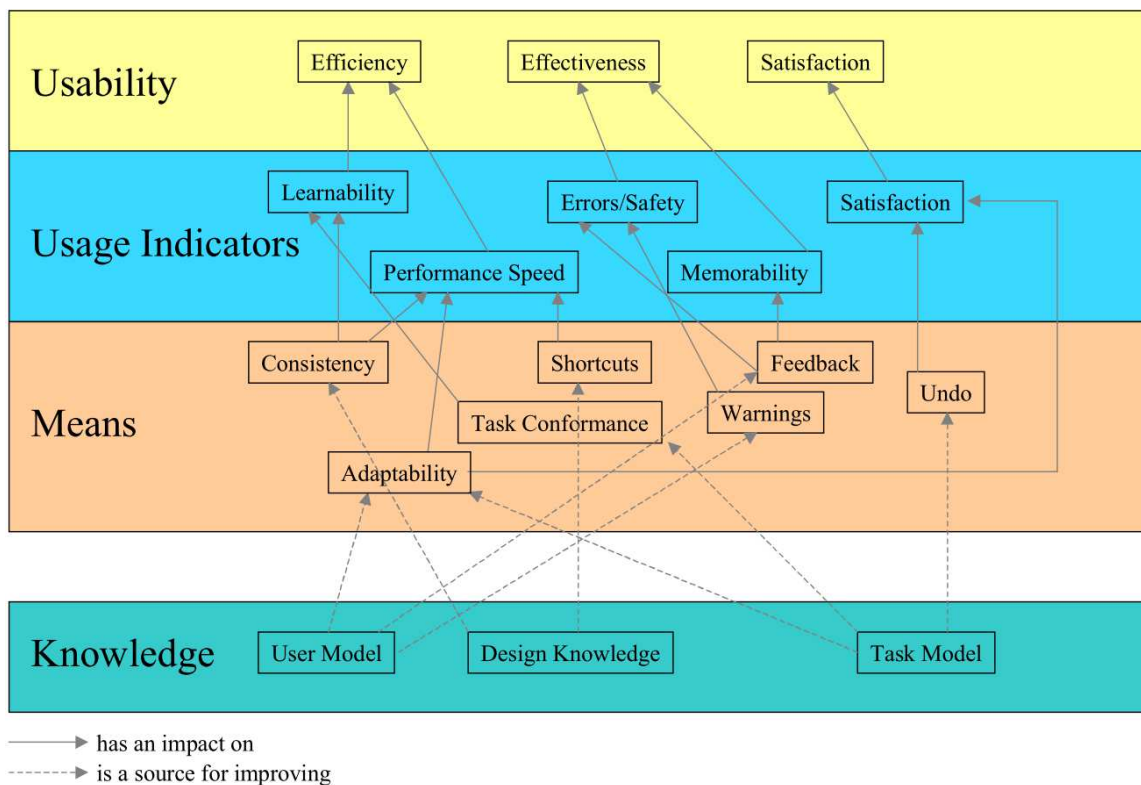 Usability
Efficiency
Effectiveness
Satisfaction
Usage Indicators
Learnability
Errors/Safety
Satisfaction
Performance Speed
Memorability
Means
Consistency
Shortcuts
Feedback
Undo
Task Conformance
Warnings
Adaptability
Knowledge
User Model
Design Knowledge
Task Model
has an impact on
is a source for improving